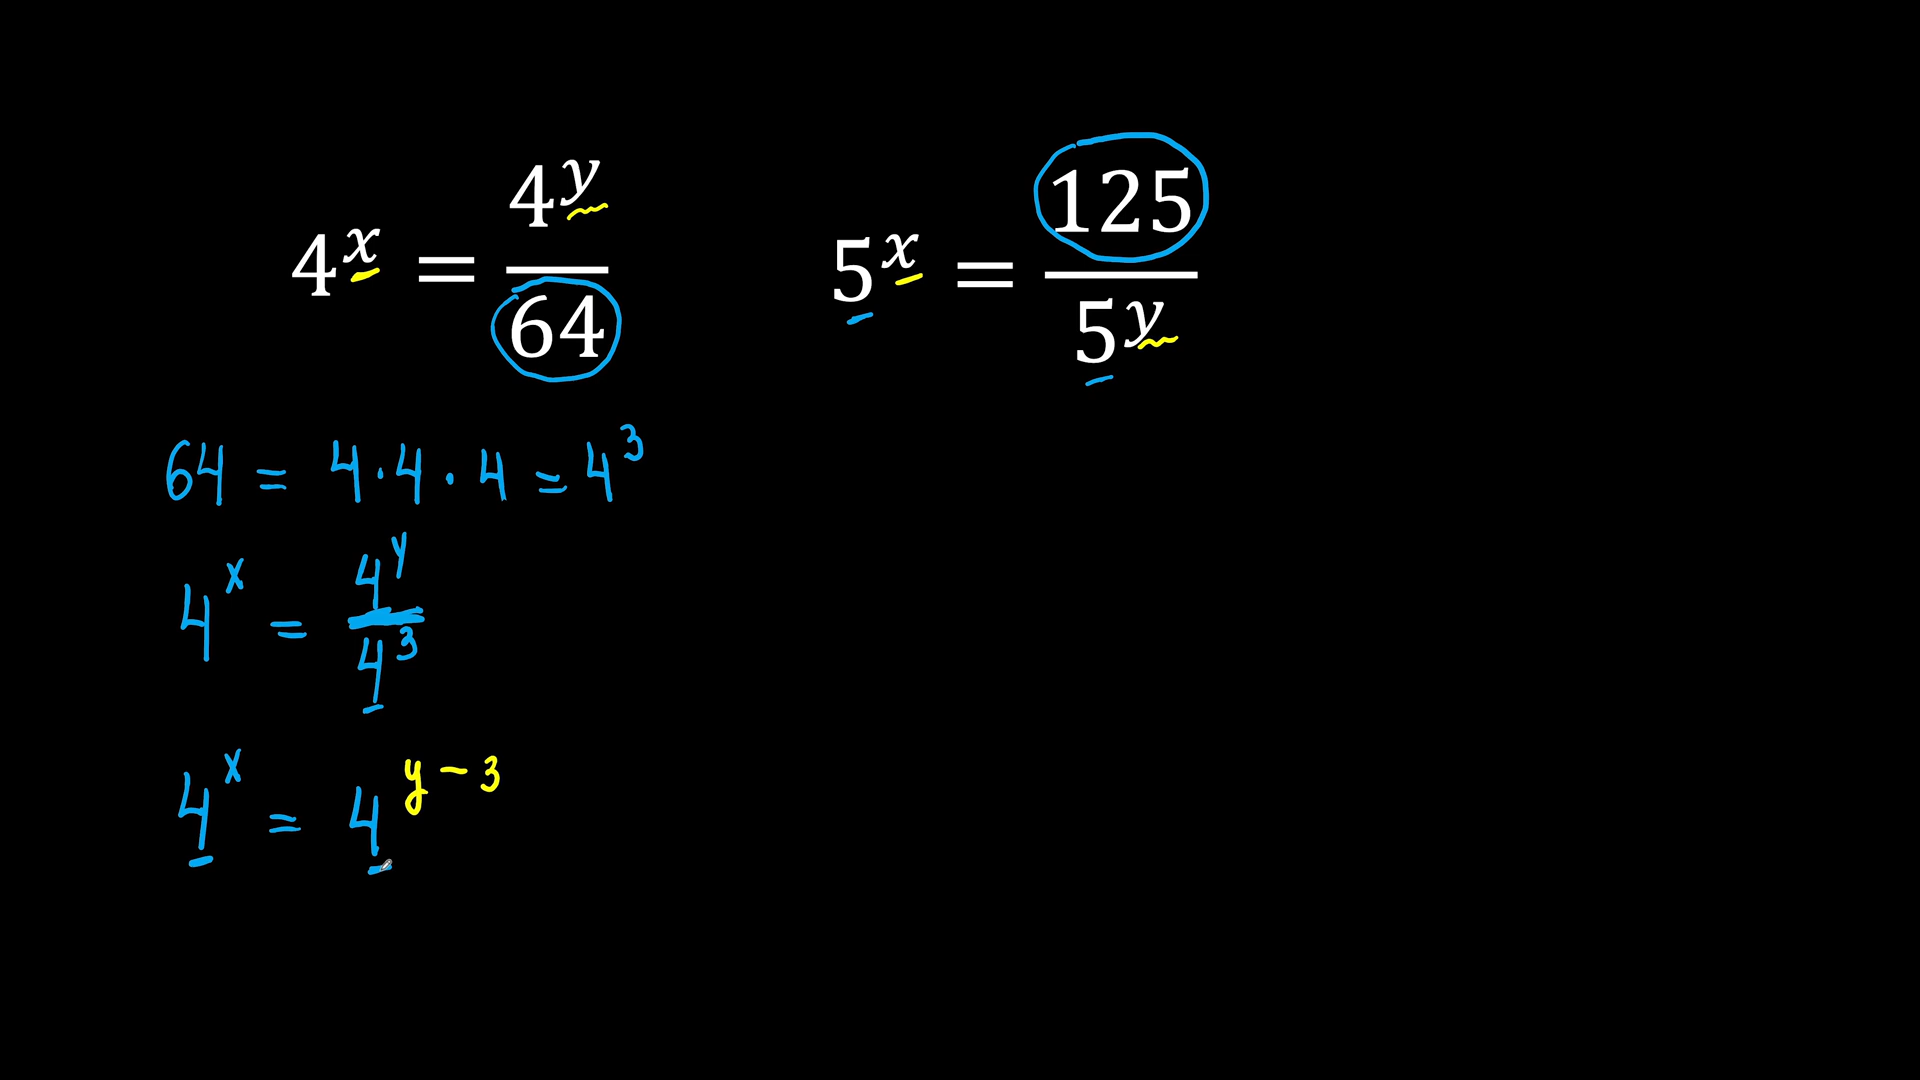 4^x = 4^y / 64
5^x = 125 / 5^y
64 = 4 · 4 · 4 = 4^3
4^x = 4^y / 4^3
4^x = 4^y - 3